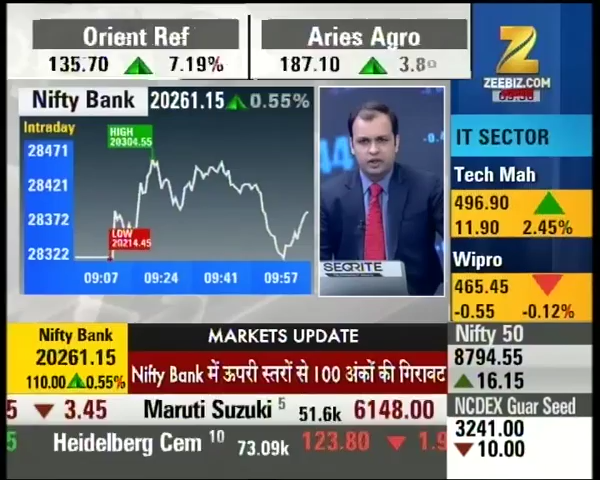 Orient Ref
135.70 7.19%
Aries Agro
187.10 3.8
ZEEBIZ.COM
Nifty Bank 20261.15 0.55%
Intraday
28471
28421
28372
28322
HIGH
20304.55
LOW
20214.45
09:07 09:24 09:41 09:57
SEQRITE
IT SECTOR
Tech Mah
496.90
11.90 2.45%
Wipro
465.45
-0.55 -0.12%
Nifty 50
8794.55
16.15
NCDEX Guar Seed
3241.00
10.00
Nifty Bank
20261.15
110.00 0.55%
MARKETS UPDATE
Nifty Bank में ऊपरी स्तरों से 100 अंकों की गिरावट
5 3.45 Maruti Suzuki 5 51.6k 6148.00
5 Heidelberg Cem 10 73.09k 123.80 1.9